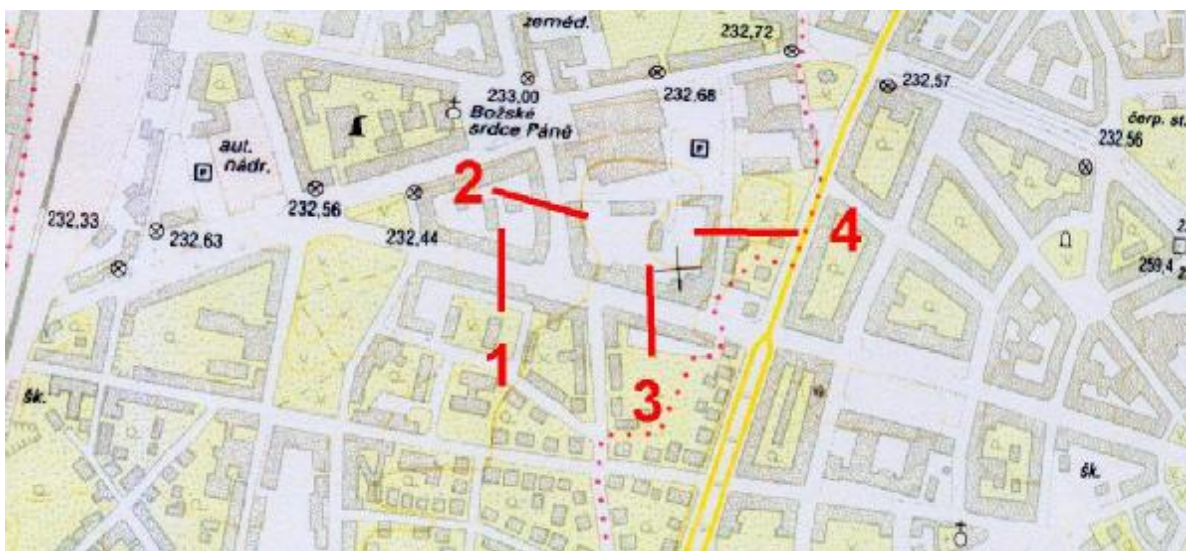 zeměd.
232,72
233,00
232,68
232,57
Božské
srdce Páně
čerp. st.
232,56
aut.
nádr.
P
P
2
232,56
232,44
232,33
232,63
4
259,4
1
3
šk.
šk.